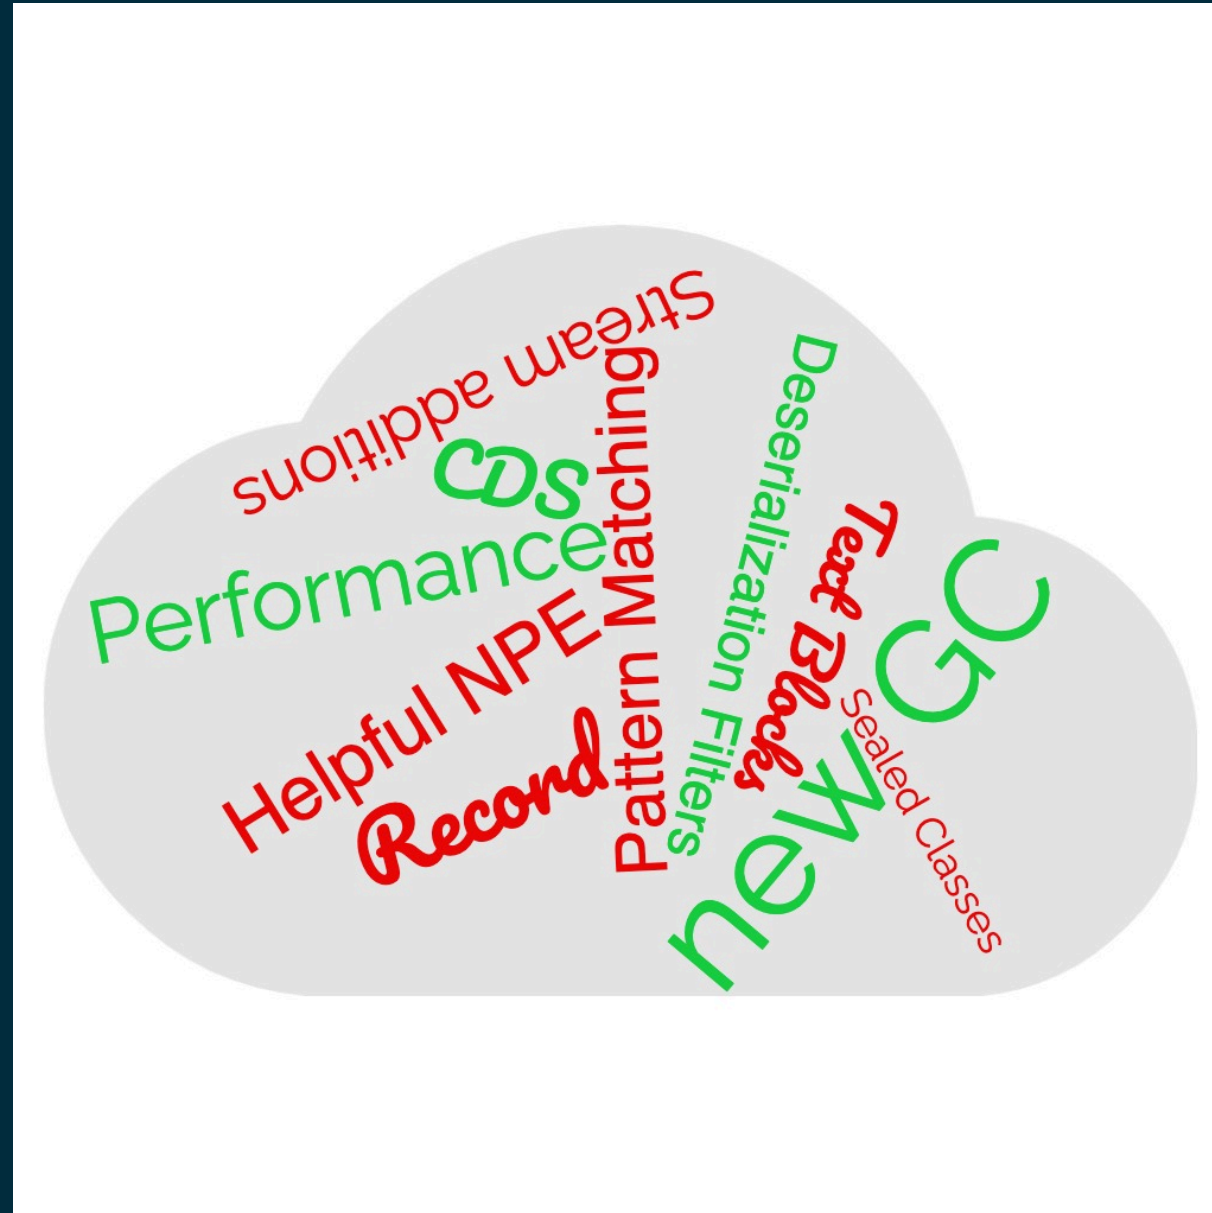 Stream additions
CDS
Performance
Helpful NPE
Record
Pattern Matching
Deserialization Filters
Text Blocks
new GC
Sealed Classes